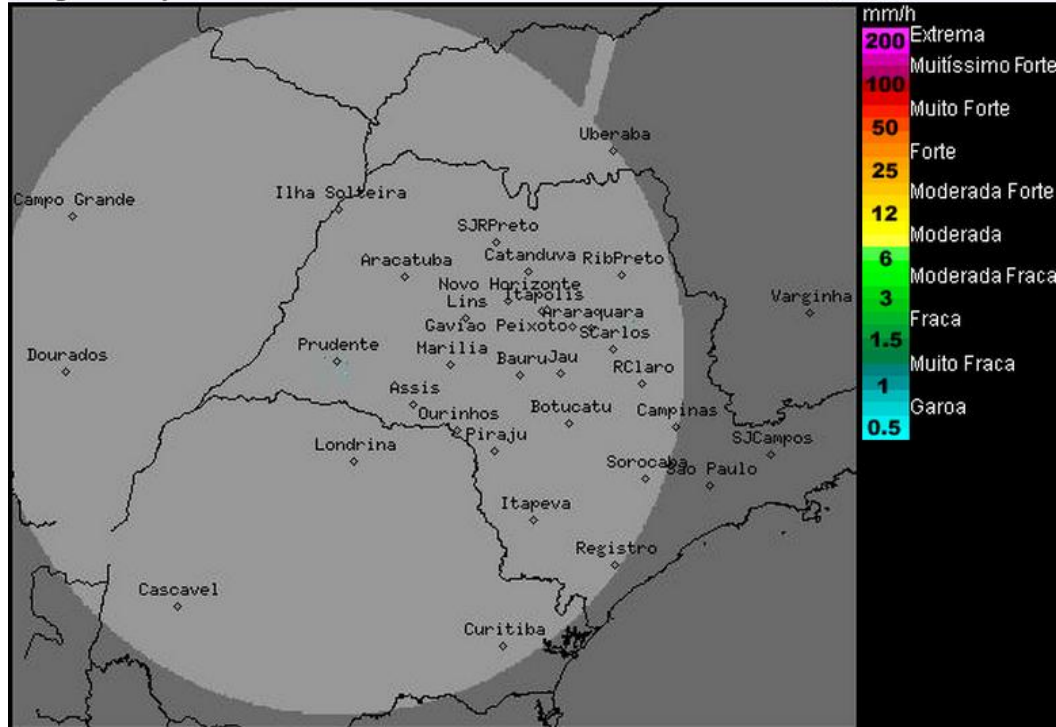 Uberaba
Campo Grande
Ilha Solteira
SJRPreto
Catanduva
RibPreto
Aracatuba
Novo Horizonte
Itapolis
Lins
Araraquara
Varginha
Gaviao Peixoto
SCarlos
Prudente
Marilia
Bauru
Jau
Dourados
RClaro
Assis
Ourinhos
Botucatu
Campinas
Piraju
Londrina
SJCampos
Sorocaba
Sao Paulo
Itapeva
Registro
Cascavel
Curitiba
mm/h
200 Extrema
Muitíssimo Forte
100
Muito Forte
50
Forte
25
Moderada Forte
12
Moderada
6
Moderada Fraca
3
Fraca
1.5
Muito Fraca
1
Garoa
0.5